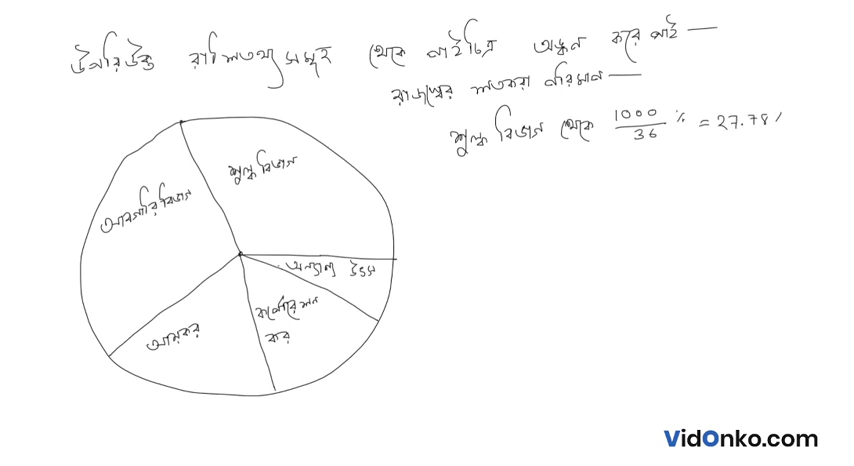 উপরিউক্ত রাশিতথ্য সমূহ থেকে পাইচিত্র অঙ্কন করে পাই —
রাজস্বের শতকরা পরিমাণ —
শুল্ক বিভাগ থেকে 1000/36 % = 27.78%
শুল্ক বিভাগ
আবগারি বিভাগ
অন্যান্য উৎস
কর্পোরেশন
কর
আয়কর
VidOnko.com